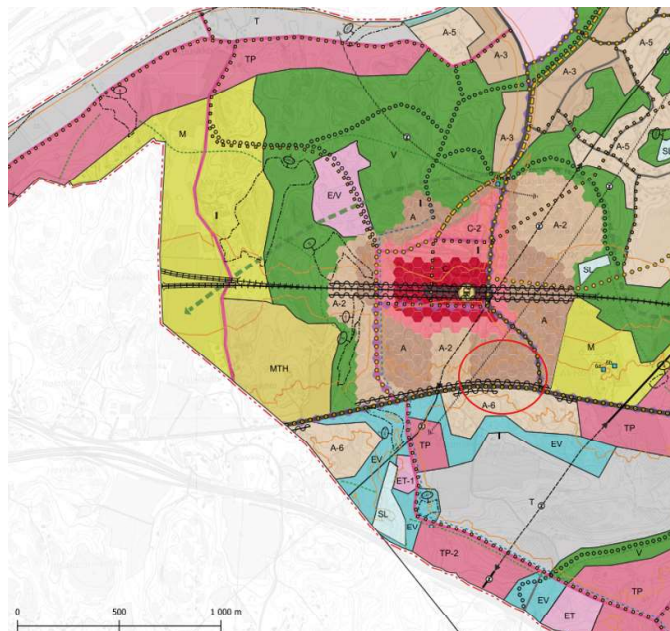 T
A-5
A-5
A-3
TP
A-3
M
V
A-3
SL
E/V
I
A
A-2
I
C-2
I
C
SL
A-2
A
A-2
A
M
MTH
A-6
A-6
TP
TP
EV
I
EV
ET-1
SL
T
EV
V
TP-2
TP
EV
ET
0 500 1 000 m